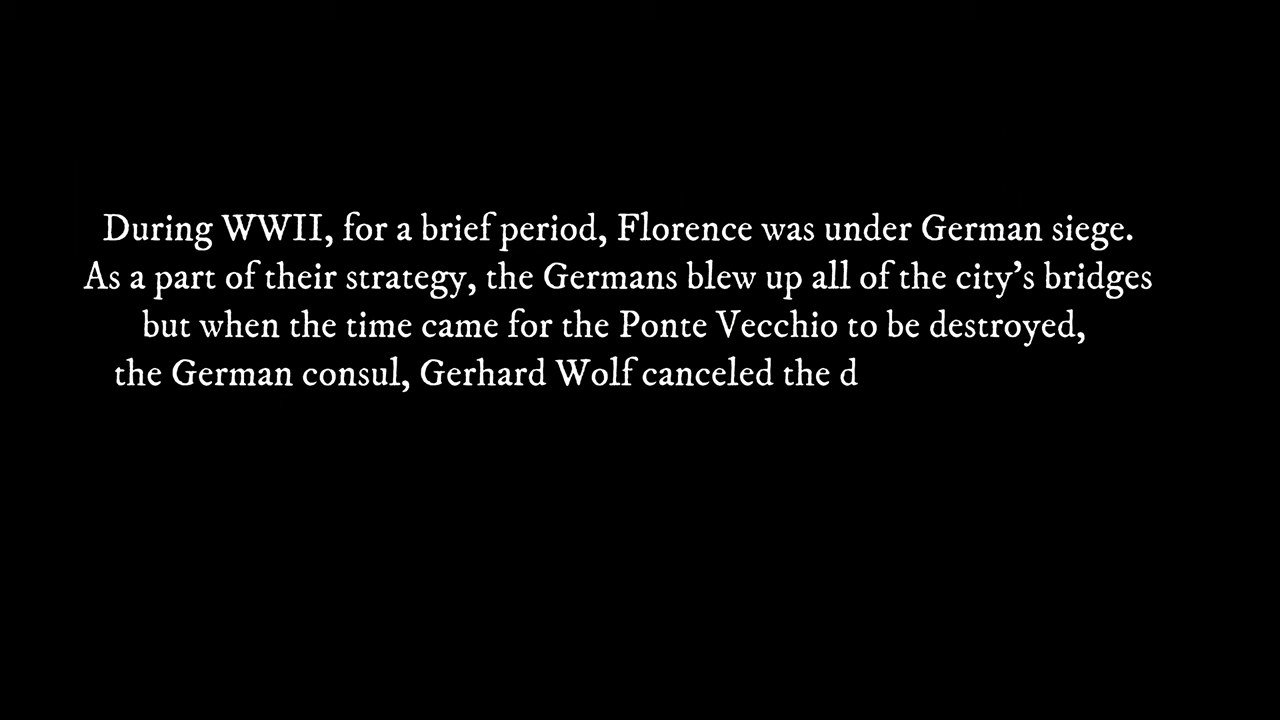 During WWII, for a brief period, Florence was under German siege.
As a part of their strategy, the Germans blew up all of the city's bridges
but when the time came for the Ponte Vecchio to be destroyed,
the German consul, Gerhard Wolf canceled the d